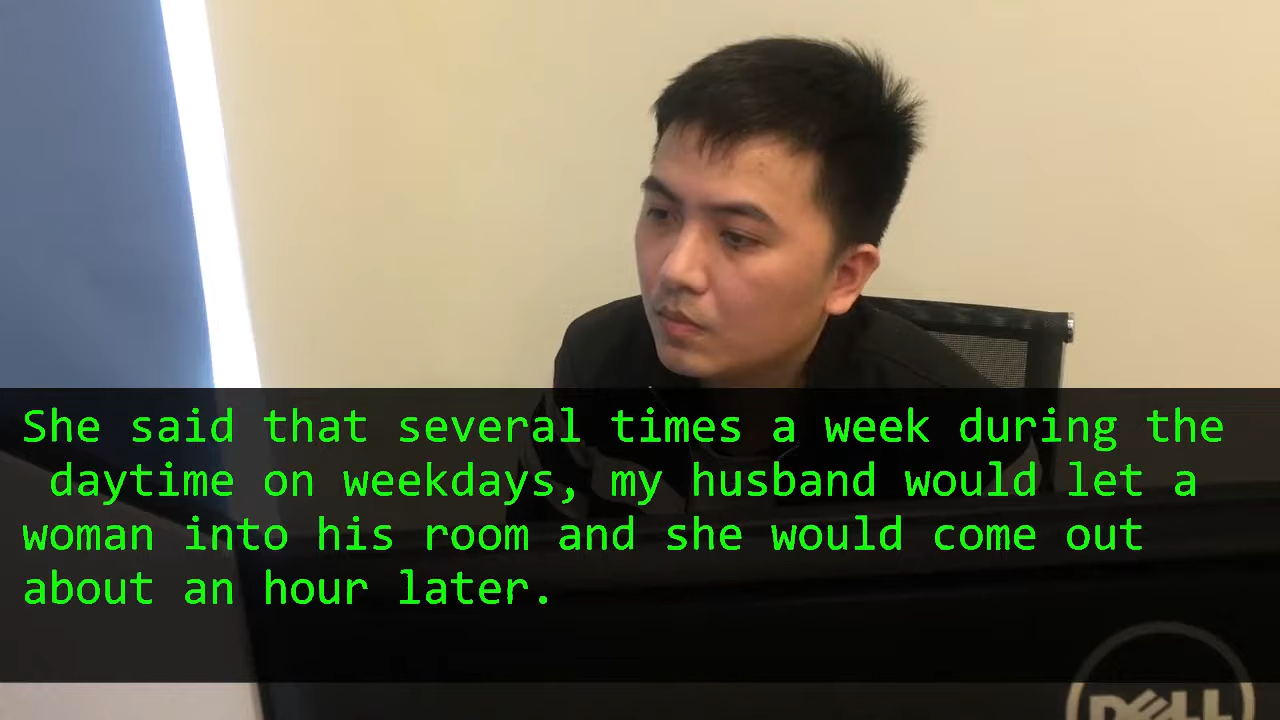 She said that several times a week during the
daytime on weekdays, my husband would let a
woman into his room and she would come out
about an hour later.
DELL